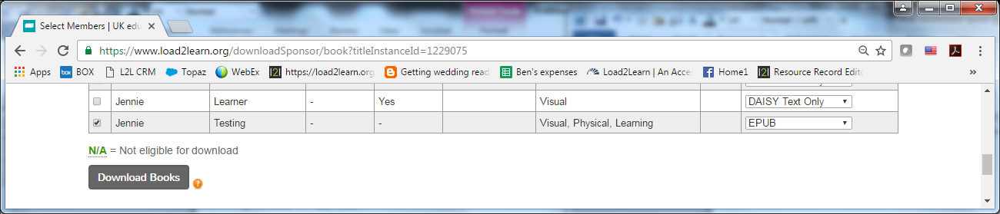 Select Members | UK edu
https://www.load2learn.org/downloadSponsor/book?titleInstanceId=1229075
Apps BOX L2L CRM Topaz WebEx https://load2learn.org Getting wedding read Ben's expenses Load2Learn | An Acce Home1 Resource Record Edito »
Jennie Learner - Yes Visual DAISY Text Only
Jennie Testing - - Visual, Physical, Learning EPUB
N/A = Not eligible for download
Download Books ?